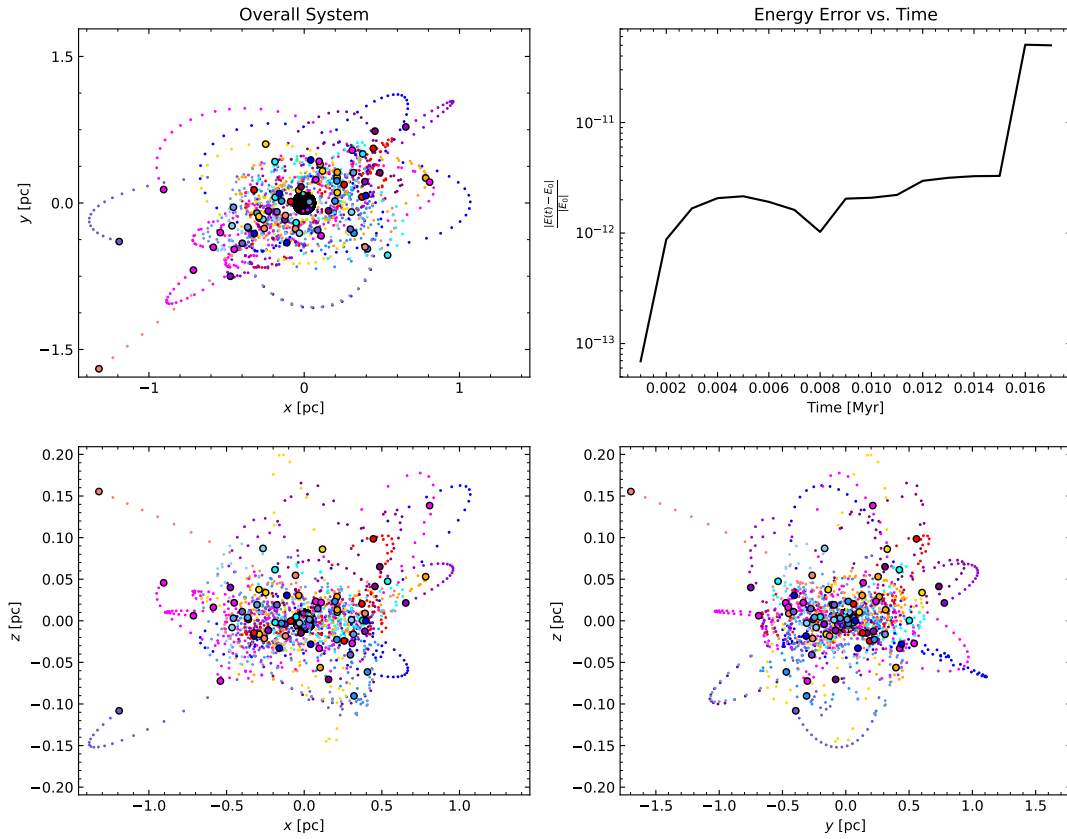 Overall System
1.5
0.0
−1.5
y [pc]
−1
0
1
x [pc]
Energy Error vs. Time
10⁻¹¹
10⁻¹²
10⁻¹³
|E(t) − E₀|
|E₀|
0.002 0.004 0.006 0.008 0.010 0.012 0.014 0.016
Time [Myr]
0.20
0.15
0.10
0.05
0.00
−0.05
−0.10
−0.15
−0.20
z [pc]
−1.0 −0.5 0.0 0.5 1.0
x [pc]
0.20
0.15
0.10
0.05
0.00
−0.05
−0.10
−0.15
−0.20
z [pc]
−1.5 −1.0 −0.5 0.0 0.5 1.0 1.5
y [pc]